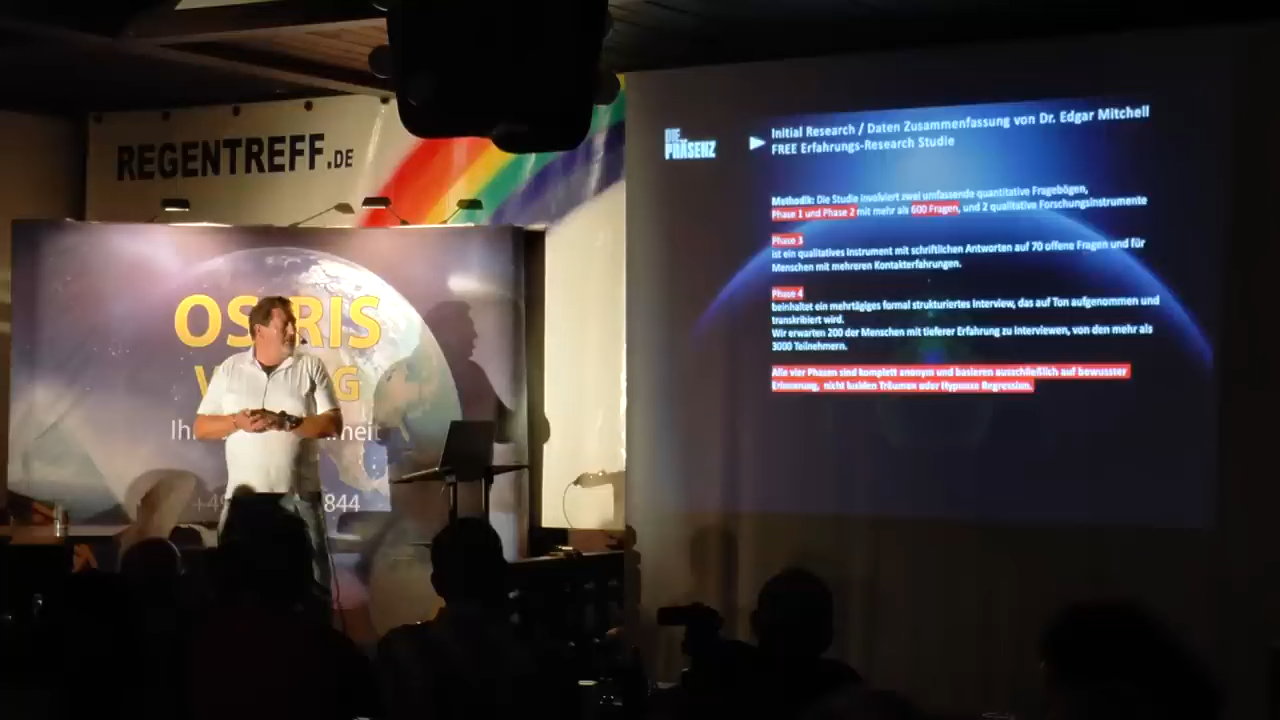 REGENTREFF.DE
OSIRIS
Ih
heit
844
DIE
PRÄSENZ
Initial Research / Daten Zusammenfassung von Dr. Edgar Mitchell
FREE Erfahrungs-Research Studie
Methodik: Die Studie involviert zwei umfassende quantitative Fragebögen,
Phase 1 und Phase 2 mit mehr als 600 Fragen, und 2 qualitative Forschungsinstrumente
Phase 3
ist ein qualitatives Instrument mit schriftlichen Antworten auf 70 offene Fragen und für
Menschen mit mehreren Kontakterfahrungen.
Phase 4
beinhaltet ein mehrtägiges formal strukturiertes Interview, das auf Ton aufgenommen und
transkribiert wird.
Wir erwarten 200 der Menschen mit tieferer Erfahrung zu interviewen, von den mehr als
3000 Teilnehmern.
Alle vier Phasen sind komplett anonym und basieren ausschließlich auf bewusster
Erinnerung, nicht luziden Träumen oder Hypnose Regression.